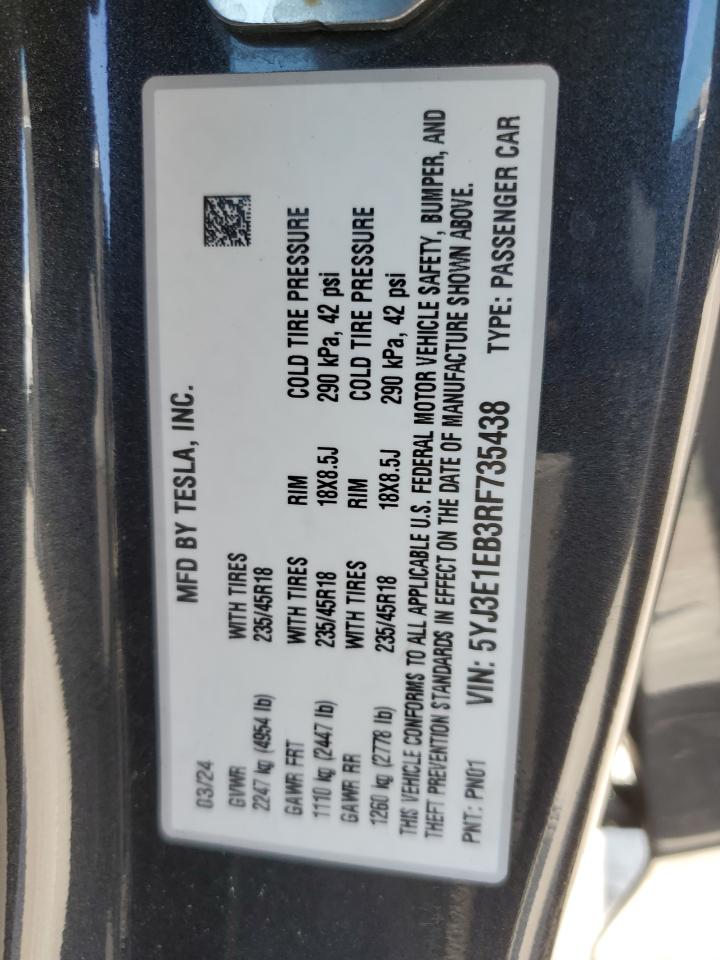 MFD BY TESLA, INC.
03/24
GVWR WITH TIRES
2247 kg (4954 lb) 235/45R18
GAWR FRT WITH TIRES RIM COLD TIRE PRESSURE
1110 kg (2447 lb) 235/45R18 18X8.5J 290 kPa, 42 psi
GAWR RR WITH TIRES RIM COLD TIRE PRESSURE
1260 kg (2778 lb) 235/45R18 18X8.5J 290 kPa, 42 psi
THIS VEHICLE CONFORMS TO ALL APPLICABLE U.S. FEDERAL MOTOR VEHICLE SAFETY, BUMPER, AND
THEFT PREVENTION STANDARDS IN EFFECT ON THE DATE OF MANUFACTURE SHOWN ABOVE.
PNT: PN01 VIN: 5YJ3E1EB3RF735438 TYPE: PASSENGER CAR